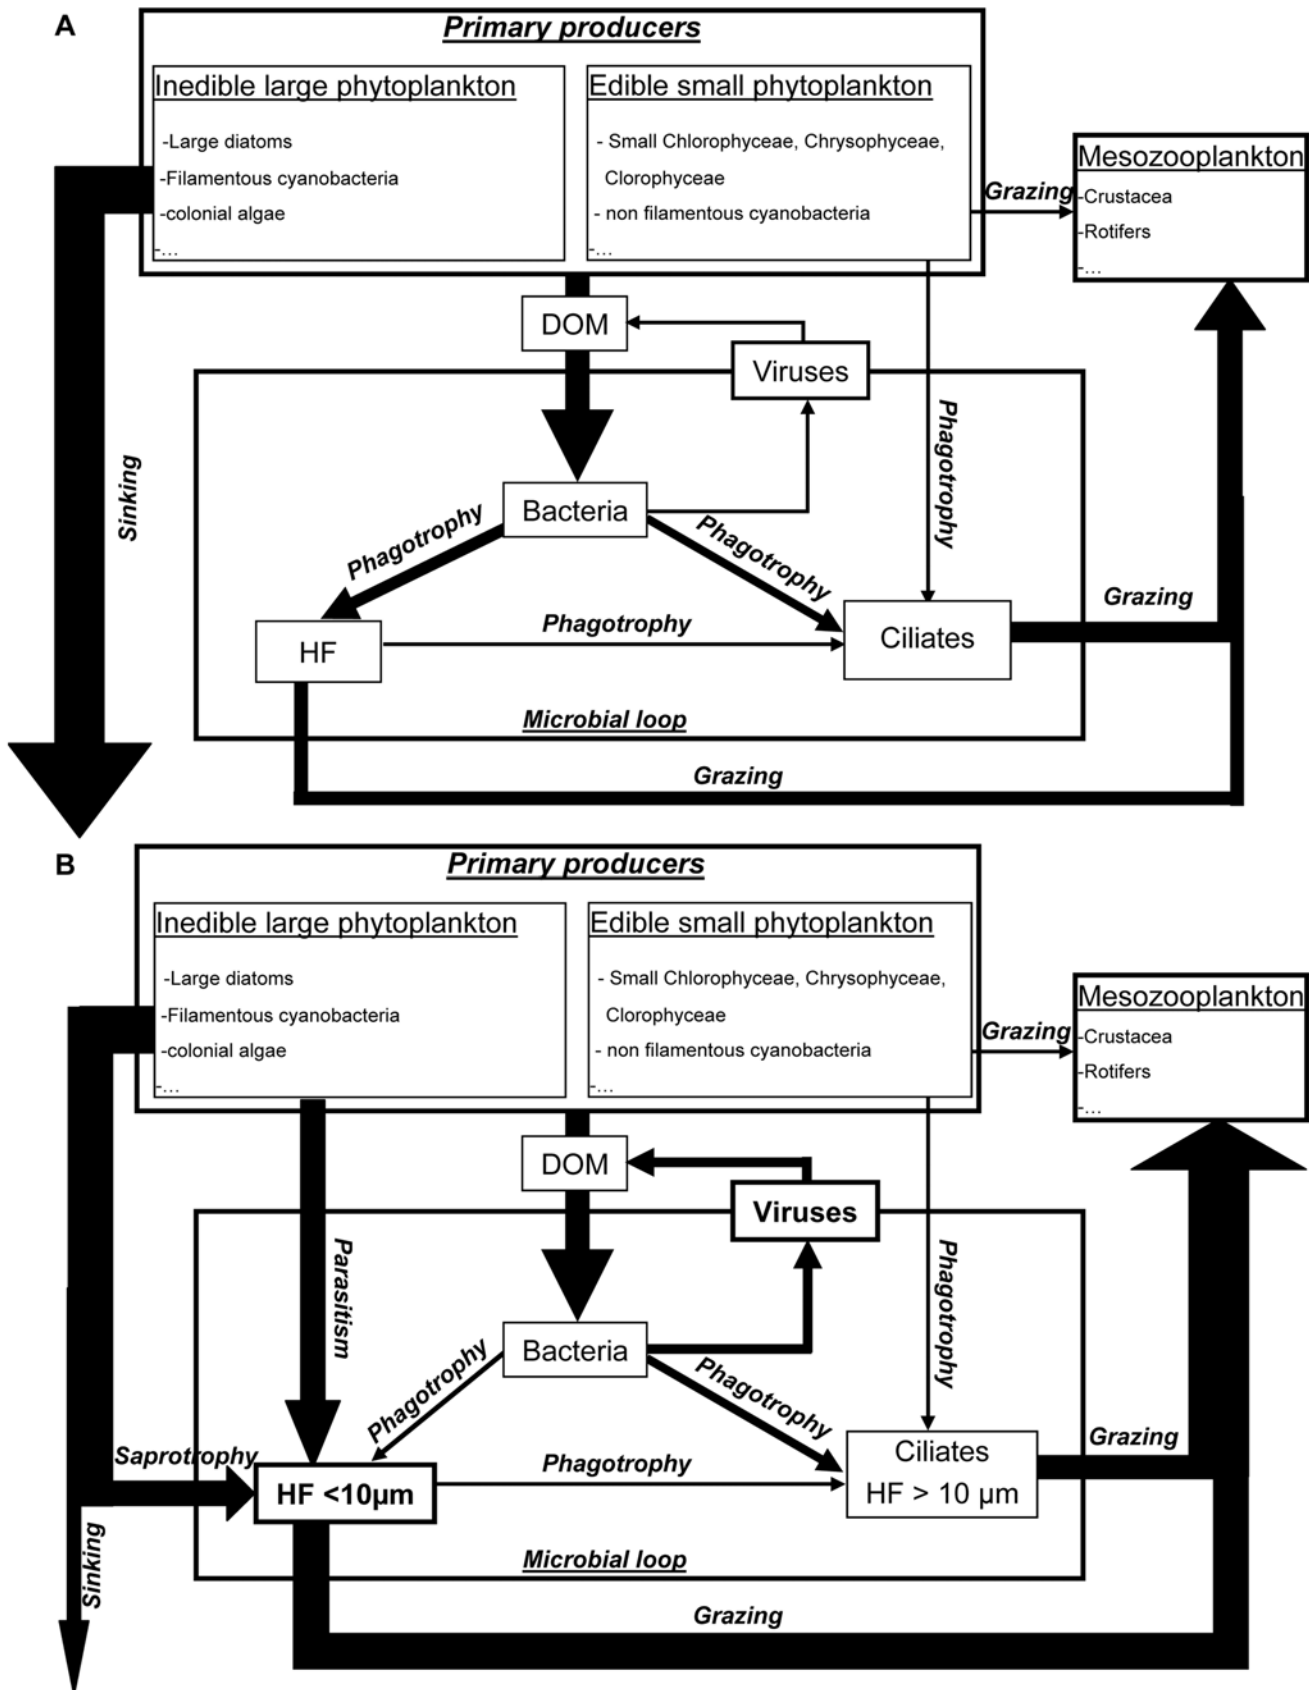 A
Primary producers
Inedible large phytoplankton
-Large diatoms
-Filamentous cyanobacteria
-colonial algae
-...
Edible small phytoplankton
- Small Chlorophyceae, Chrysophyceae,
Clorophyceae
- non filamentous cyanobacteria
-...
Grazing
Mesozooplankton
-Crustacea
-Rotifers
-...
DOM
Viruses
Sinking
Phagotrophy
Bacteria
Phagotrophy
Phagotrophy
Phagotrophy
HF
Ciliates
Grazing
Microbial loop
Grazing
B
Primary producers
Inedible large phytoplankton
-Large diatoms
-Filamentous cyanobacteria
-colonial algae
-...
Edible small phytoplankton
- Small Chlorophyceae, Chrysophyceae,
Clorophyceae
- non filamentous cyanobacteria
-...
Grazing
Mesozooplankton
-Crustacea
-Rotifers
-...
DOM
Viruses
Parasitism
Phagotrophy
Bacteria
Phagotrophy
Phagotrophy
Saprotrophy
Phagotrophy
HF <10µm
Ciliates
HF > 10 µm
Grazing
Sinking
Microbial loop
Grazing